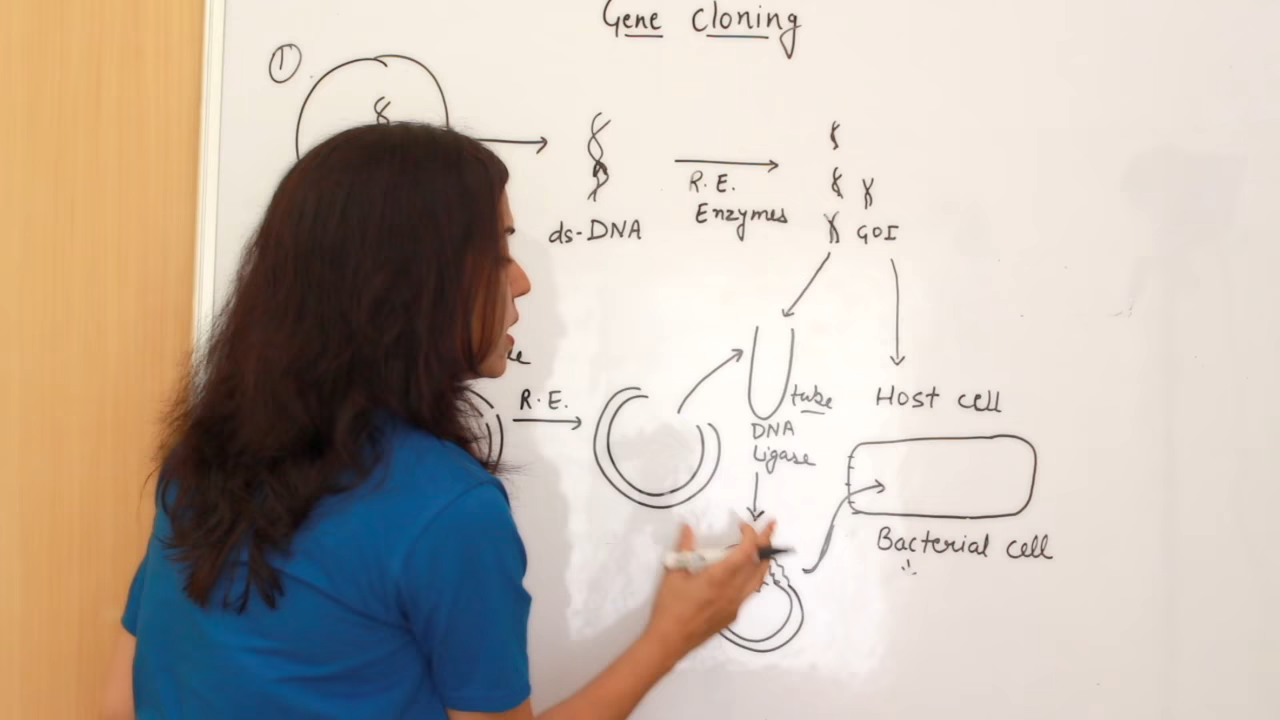 Gene Cloning
①
ds-DNA
R.E.
Enzymes
GOI
R.E.
tube
DNA
Ligase
Host cell
Bacterial cell